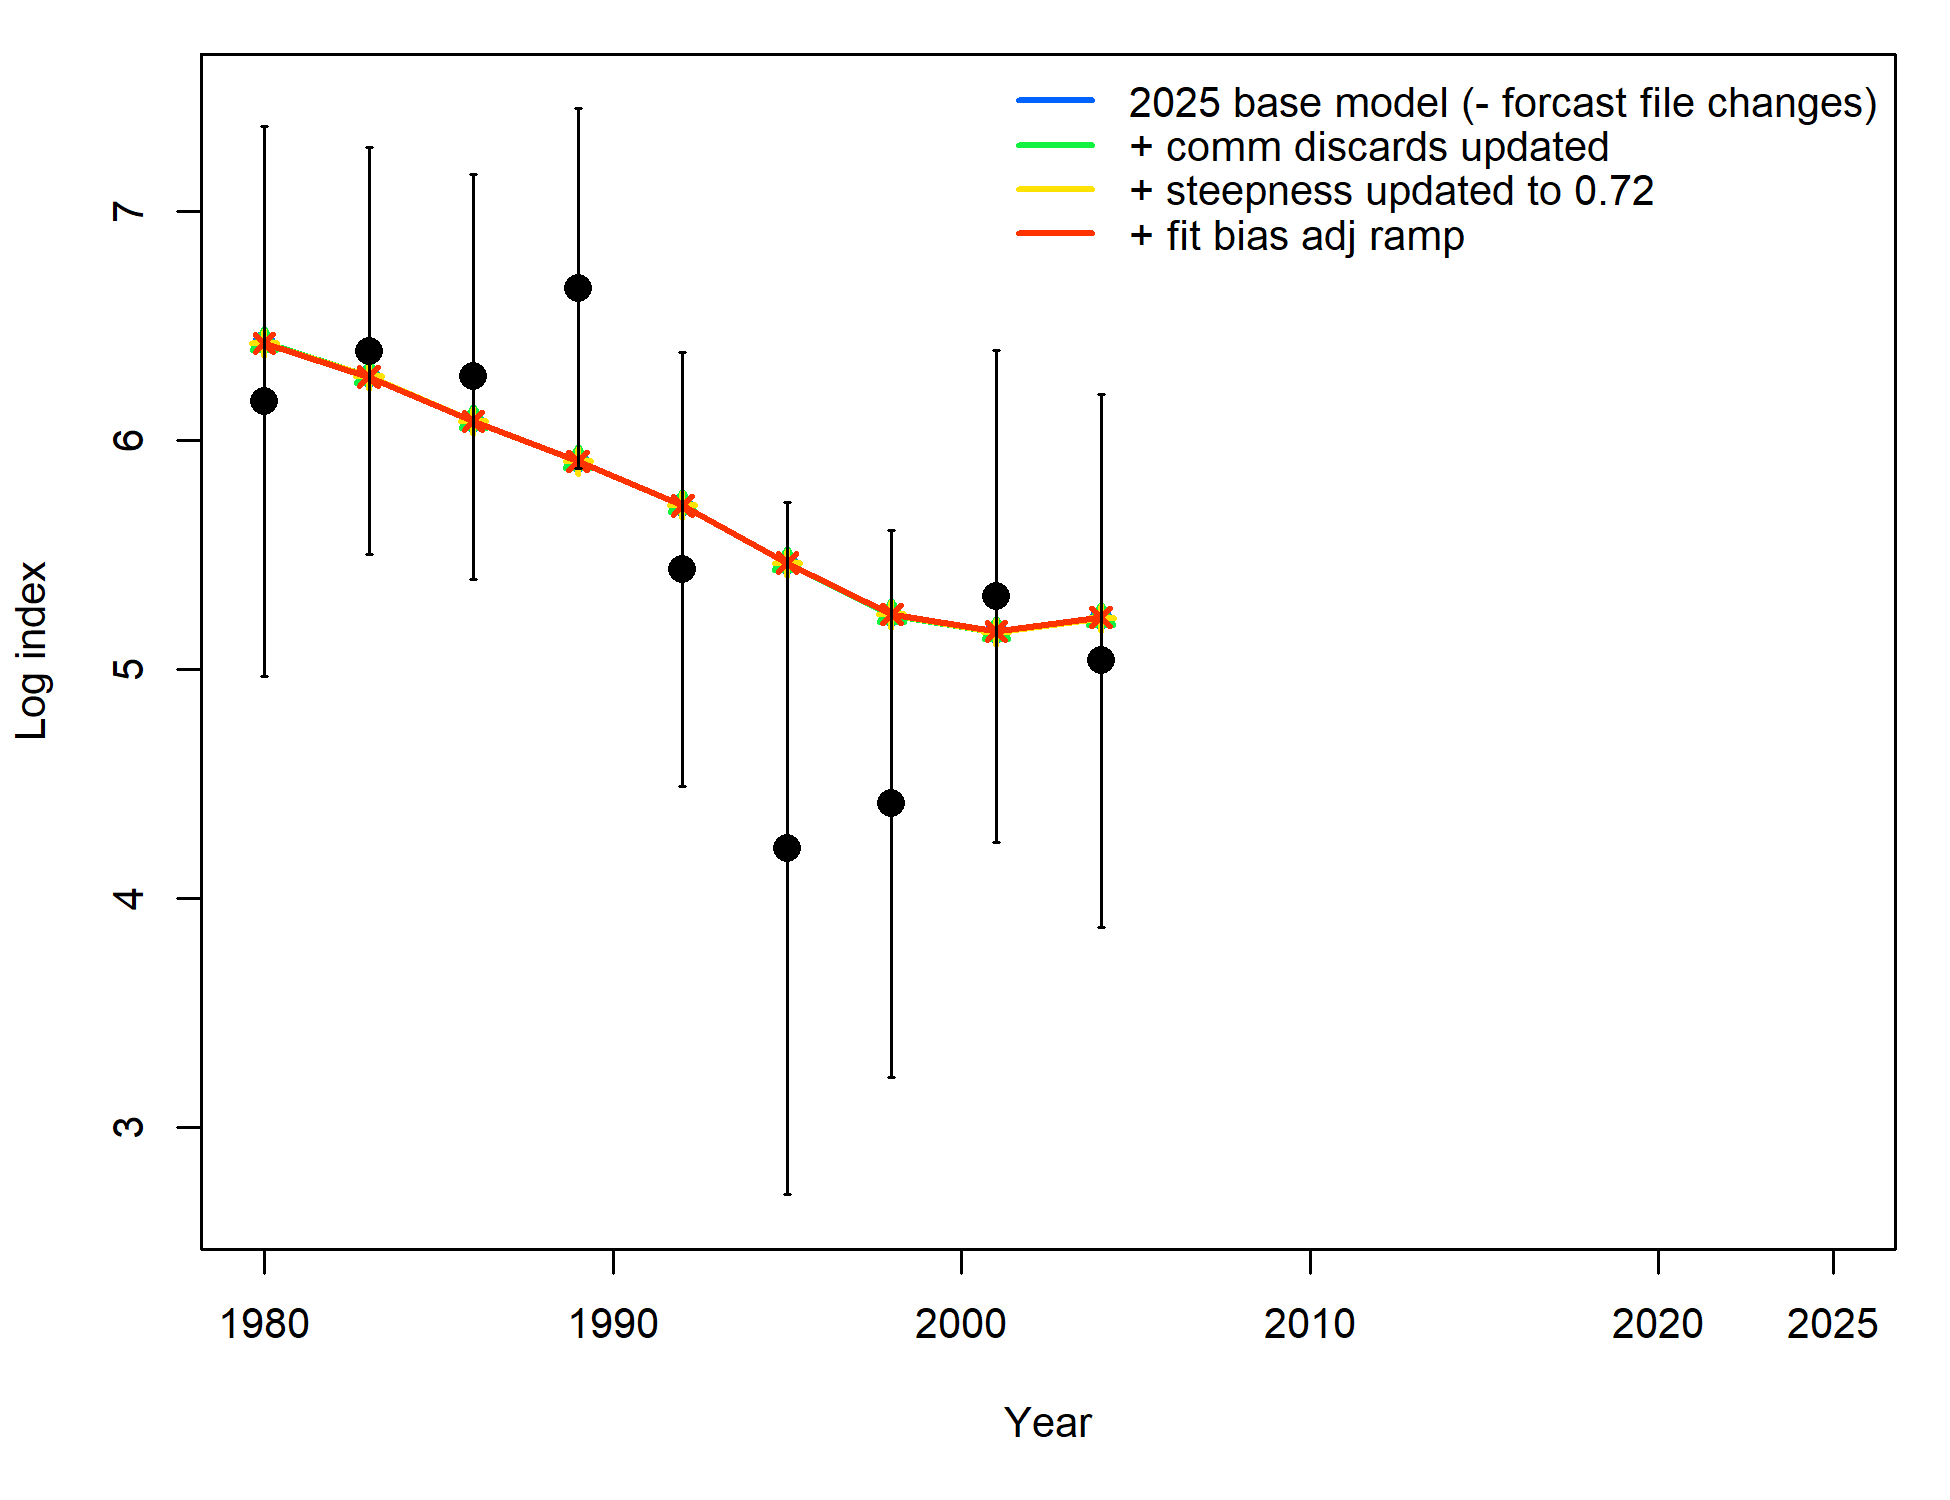 2025 base model (- forcast file changes)
+ comm discards updated
+ steepness updated to 0.72
+ fit bias adj ramp
7
6
5
4
3
Log index
1980 1990 2000 2010 2020 2025
Year